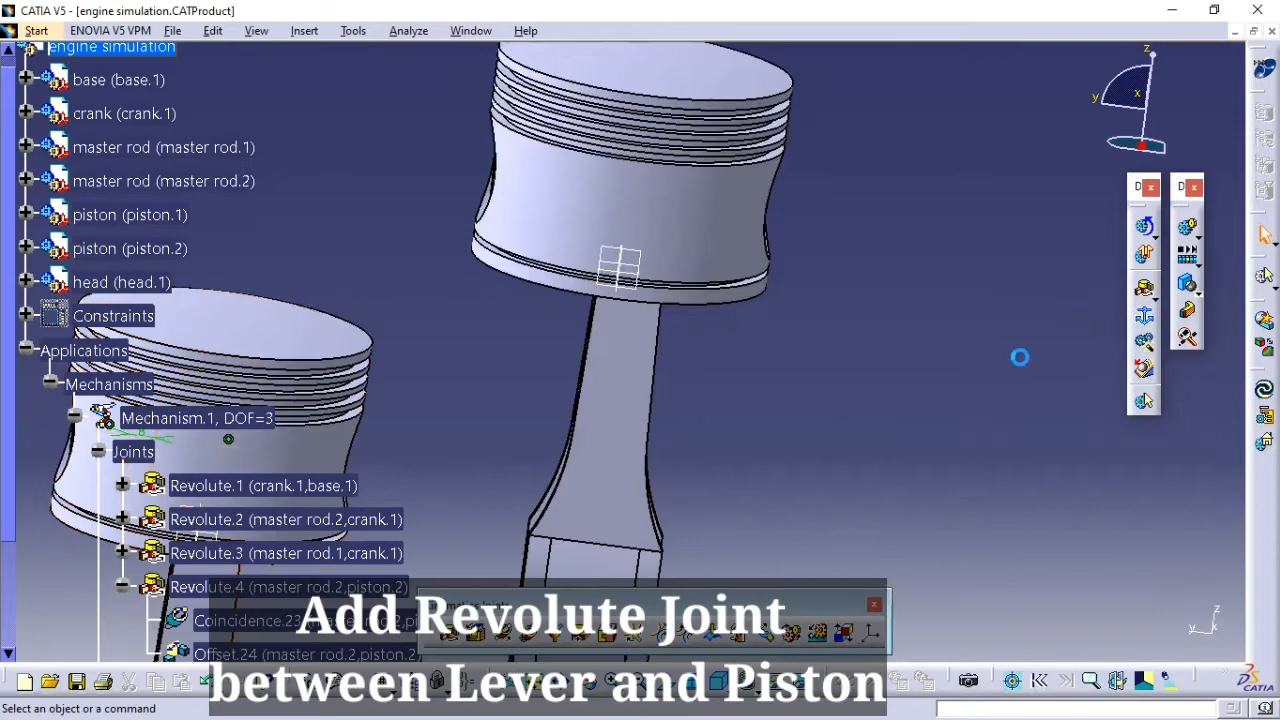 CATIA V5 - [engine simulation.CATProduct]
Start ENOVIA V5 VPM File Edit View Insert Tools Analyze Window Help
engine simulation
base (base.1)
crank (crank.1)
master rod (master rod.1)
master rod (master rod.2)
piston (piston.1)
piston (piston.2)
head (head.1)
Constraints
Applications
Mechanisms
Mechanism.1, DOF=3
Joints
Revolute.1 (crank.1,base.1)
Revolute.2 (master rod.2,crank.1)
Revolute.3 (master rod.1,crank.1)
Revolute.4 (master rod.2,piston.2)
Offset.24 (master rod.2,piston.2)
Add Revolute Joint
between Lever and Piston
Select an object or a command
z
y
x
D
D
z
y
x
CATIA